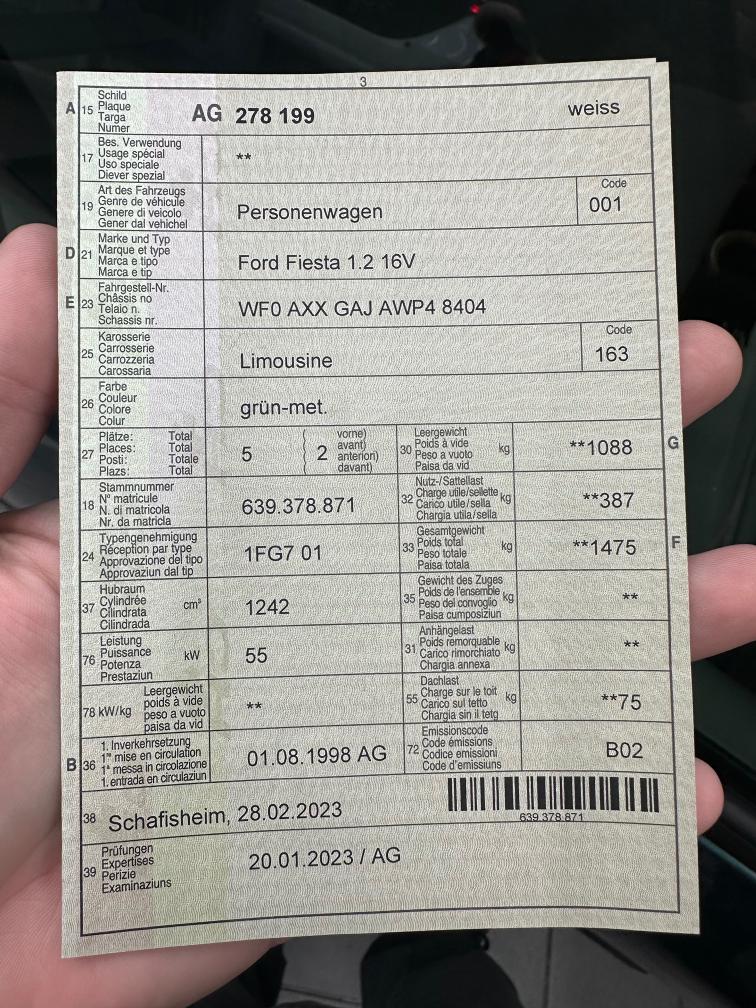 3
A 15 Schild
Plaque
Targa
Numer
AG 278 199 weiss
17 Bes. Verwendung
Usage spécial
Uso speciale
Diever spezial
**
19 Art des Fahrzeugs
Genre de véhicule
Genere di veicolo
Gener dal vehichel
Personenwagen
Code
001
D 21 Marke und Typ
Marque et type
Marca e tipo
Marca e tip
Ford Fiesta 1.2 16V
E 23 Fahrgestell-Nr.
Châssis no
Telaio n.
Schassis nr.
WF0 AXX GAJ AWP4 8404
25 Karosserie
Carrosserie
Carrozzeria
Carossaria
Limousine
Code
163
26 Farbe
Couleur
Colore
Colur
grün-met.
27 Plätze: Total
Places: Total
Posti: Totale
Plazs: Total
5 ( 2 vorne)
avant)
anteriori)
davant)
30 Leergewicht
Poids à vide
Peso a vuoto
Paisa da vid
kg
**1088 G
18 Stammnummer
N° matricule
N. di matricola
Nr. da matricla
639.378.871
32 Nutz-/Sattellast
Charge utile/sellette
Carico utile/sella
Chargia utila/sella
kg
**387
24 Typengenehmigung
Réception par type
Approvazione del tipo
Approvaziun dal tip
1FG7 01
33 Gesamtgewicht
Poids total
Peso totale
Paisa totala
kg
**1475 F
37 Hubraum
Cylindrée
Cilindrata
Cilindrada
cm³
1242
35 Gewicht des Zuges
Poids de l'ensemble
Peso del convoglio
Paisa cumposiziun
kg
**
76 Leistung
Puissance
Potenza
Prestaziun
kW
55
31 Anhängelast
Poids remorquable
Carico rimorchiato
Chargia annexa
kg
**
78 kW/kg Leergewicht
poids à vide
peso a vuoto
paisa da vid
**
55 Dachlast
Charge sur le toit
Carico sul tetto
Chargia sin il tetg
kg
**75
B 36 1. Inverkehrsetzung
1re mise en circulation
1a messa in circolazione
1. entrada en circulaziun
01.08.1998 AG
72 Emissionscode
Code émissions
Codice emissioni
Code d'emissiuns
B02
38 Schafisheim, 28.02.2023
639 378 871
39 Prüfungen
Expertises
Perizie
Examinaziuns
20.01.2023 / AG